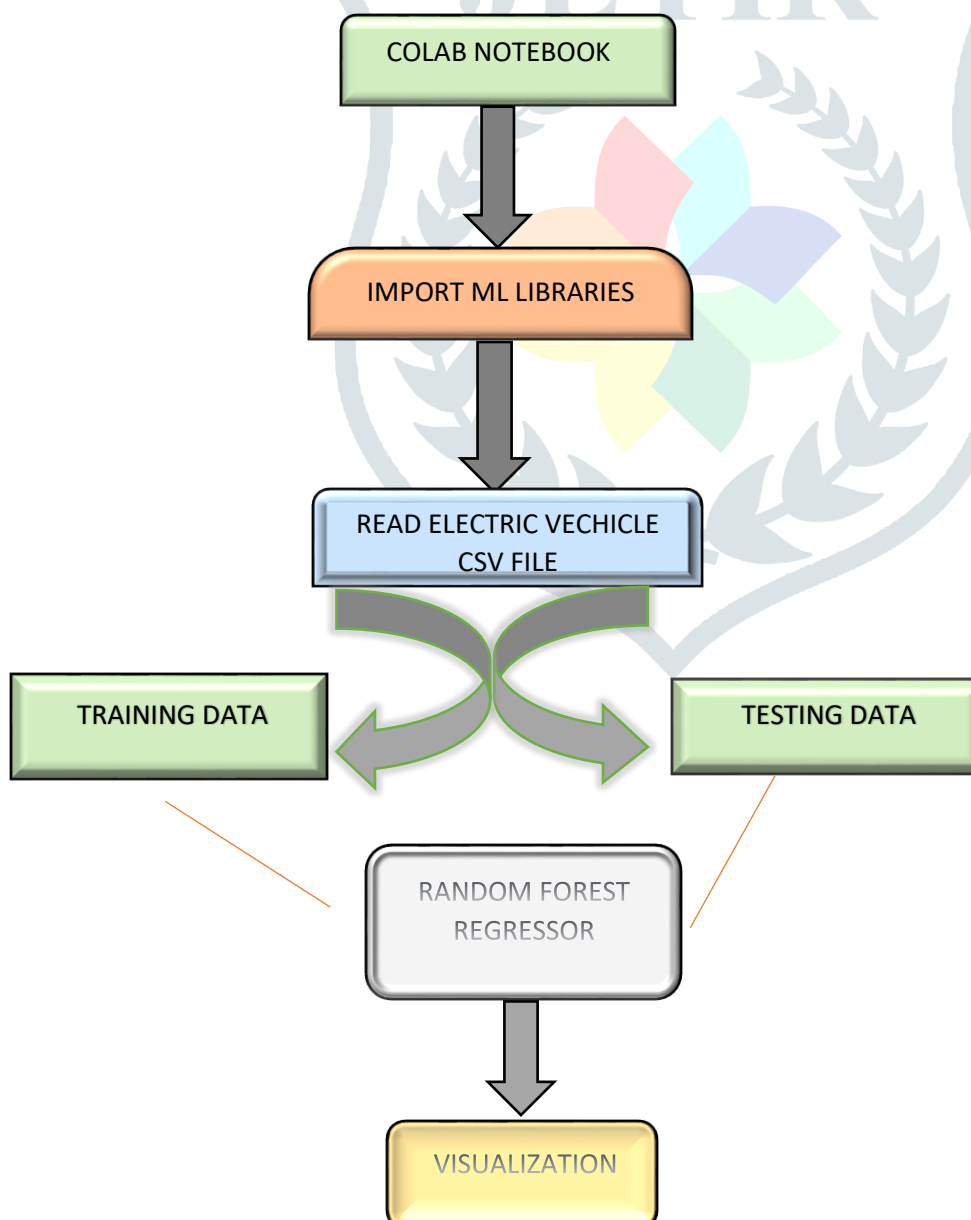 COLAB NOTEBOOK
IMPORT ML LIBRARIES
READ ELECTRIC VECHICLE
CSV FILE
TRAINING DATA
TESTING DATA
RANDOM FOREST
REGRESSOR
VISUALIZATION